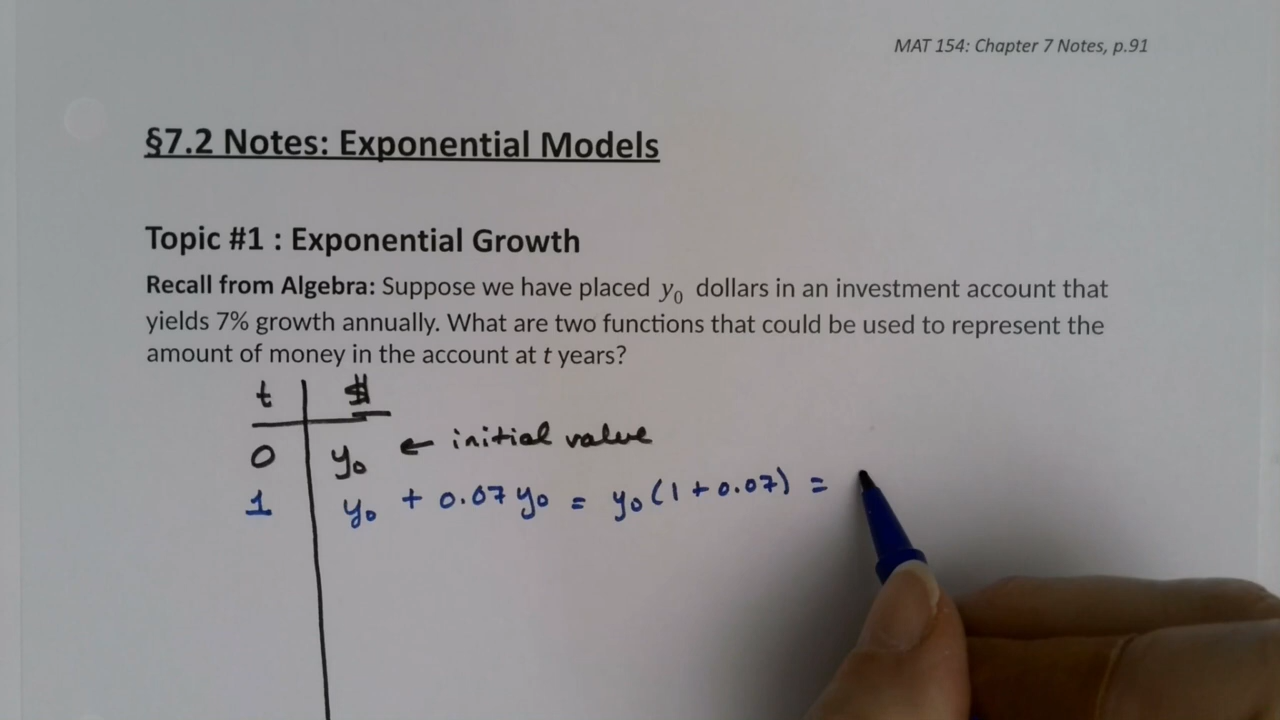 MAT 154: Chapter 7 Notes, p.91
§7.2 Notes: Exponential Models
Topic #1 : Exponential Growth
Recall from Algebra: Suppose we have placed y₀ dollars in an investment account that
yields 7% growth annually. What are two functions that could be used to represent the
amount of money in the account at t years?
t $
0 y₀ ← initial value
1 y₀ + 0.07y₀ = y₀(1+0.07) =